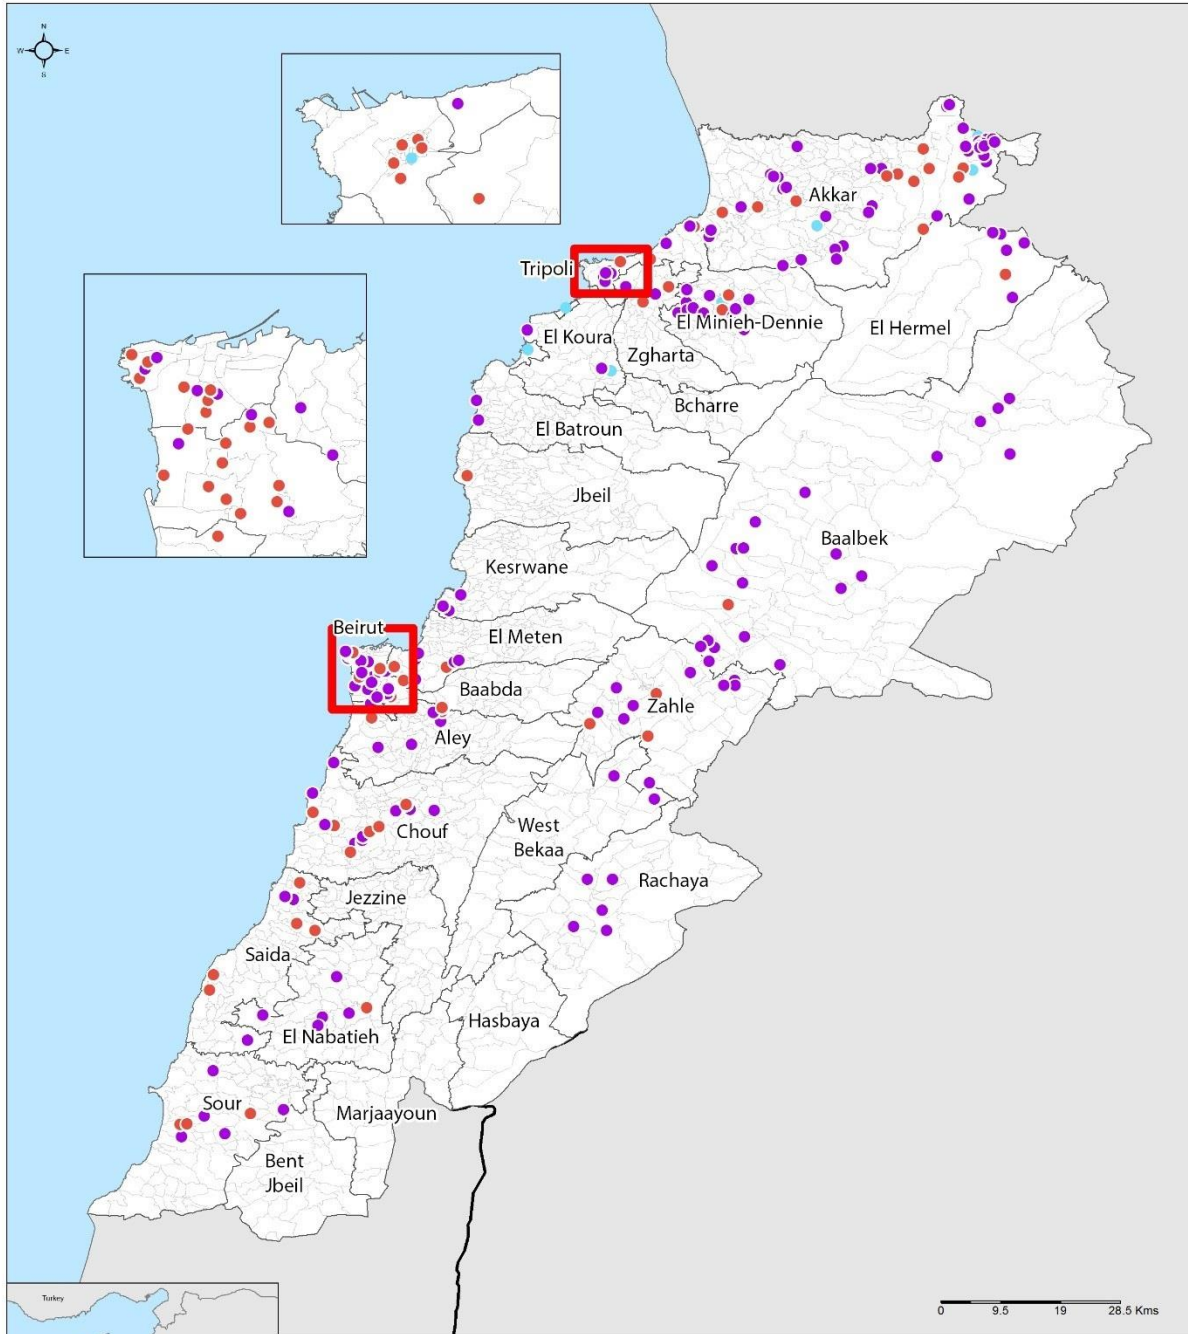 N
W E
S
Akkar
Tripoli
El Minieh-Dennie
El Hermel
El Koura
Zgharta
Bcharre
El Batroun
Jbeil
Baalbek
Kesrwane
Beirut
El Meten
Baabda
Zahle
Aley
Chouf
West
Bekaa
Rachaya
Jezzine
Saida
Hasbaya
El Nabatieh
Sour
Marjaayoun
Bent
Jbeil
Turkey
0 9.5 19 28.5 Kms